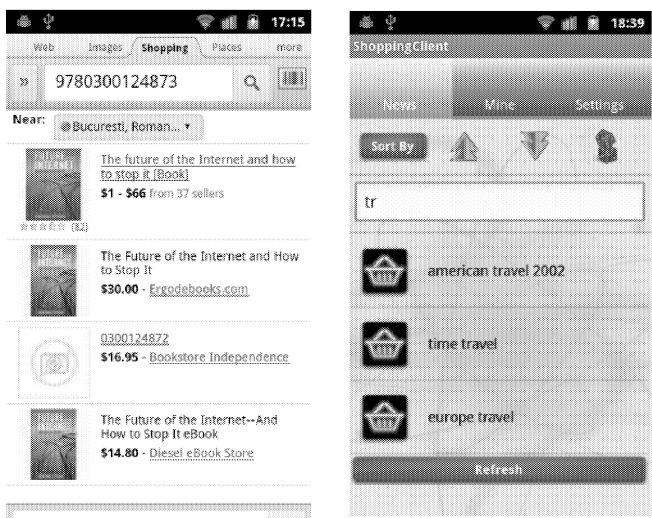 17:15
Web Images Shopping Places more
» 9780300124873
Near: @ Bucuresti, Roman... ▾
The future of the Internet and how
to stop it [Book]
$1 - $66 from 37 sellers
(82)
The Future of the Internet and How
to Stop It
$30.00 - Ergodebooks.com
0300124872
$16.95 - Bookstore Independence
The Future of the Internet--And
How to Stop It eBook
$14.80 - Diesel eBook Store
18:39
ShoppingClient
News Mine Settings
Sort By
tr
american travel 2002
time travel
europe travel
Refresh